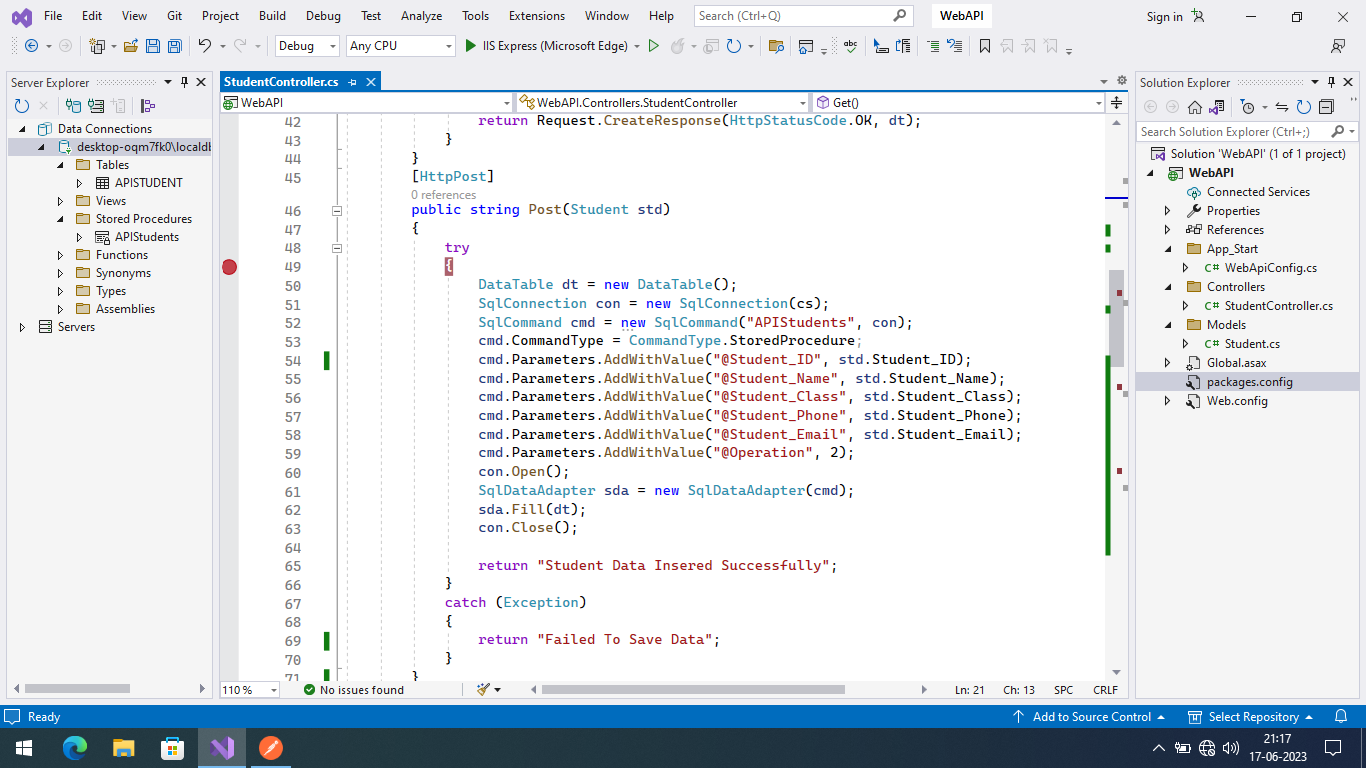 File Edit View Git Project Build Debug Test Analyze Tools Extensions Window Help Search (Ctrl+Q) WebAPI Sign in
Debug Any CPU IIS Express (Microsoft Edge)
Server Explorer
Data Connections
desktop-oqm7fk0\localdb
Tables
APISTUDENT
Views
Stored Procedures
APIStudents
Functions
Synonyms
Types
Assemblies
Servers
StudentController.cs
WebAPI WebAPI.Controllers.StudentController Get()
42 return Request.CreateResponse(HttpStatusCode.OK, dt);
43 }
44 }
45 [HttpPost]
0 references
46 public string Post(Student std)
47 {
48 try
49 {
50 DataTable dt = new DataTable();
51 SqlConnection con = new SqlConnection(cs);
52 SqlCommand cmd = new SqlCommand("APIStudents", con);
53 cmd.CommandType = CommandType.StoredProcedure;
54 cmd.Parameters.AddWithValue("@Student_ID", std.Student_ID);
55 cmd.Parameters.AddWithValue("@Student_Name", std.Student_Name);
56 cmd.Parameters.AddWithValue("@Student_Class", std.Student_Class);
57 cmd.Parameters.AddWithValue("@Student_Phone", std.Student_Phone);
58 cmd.Parameters.AddWithValue("@Student_Email", std.Student_Email);
59 cmd.Parameters.AddWithValue("@Operation", 2);
60 con.Open();
61 SqlDataAdapter sda = new SqlDataAdapter(cmd);
62 sda.Fill(dt);
63 con.Close();
64
65 return "Student Data Insered Successfully";
66 }
67 catch (Exception)
68 {
69 return "Failed To Save Data";
70 }
71 }
110 % No issues found Ln: 21 Ch: 13 SPC CRLF
Solution Explorer
Search Solution Explorer (Ctrl+;)
Solution 'WebAPI' (1 of 1 project)
WebAPI
Connected Services
Properties
References
App_Start
C# WebApiConfig.cs
Controllers
C# StudentController.cs
Models
C# Student.cs
Global.asax
packages.config
Web.config
Ready Add to Source Control Select Repository
21:17
17-06-2023